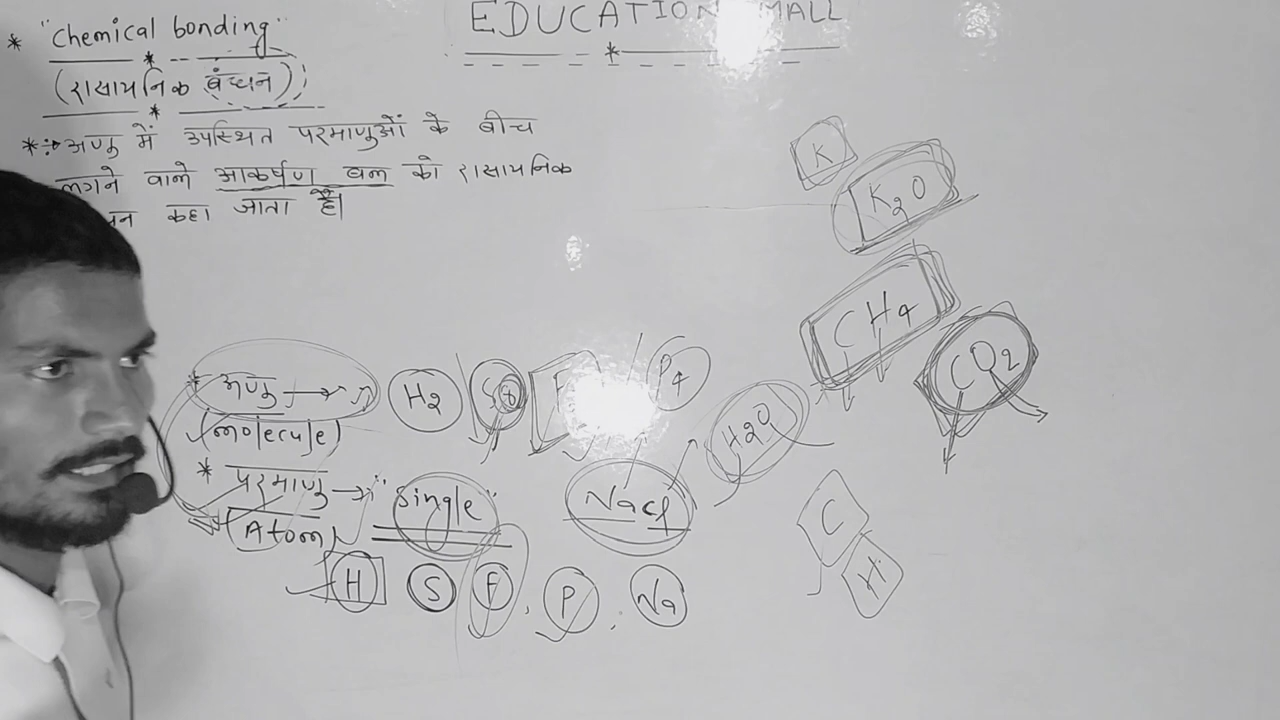 EDUCATION MALL
* "Chemical bonding"
(रासायनिक बंधन)
* अणु में उपस्थित परमाणुओं के बीच
लगने वाले आकर्षण बल को रासायनिक
कहा जाता है।
K
K2O
CH4
CO2
* अणु → H2 S8 F P4
(molecule)
H2O
* परमाणु → "Single" Nacl
(Atom)
C
H
H S F, P, Na